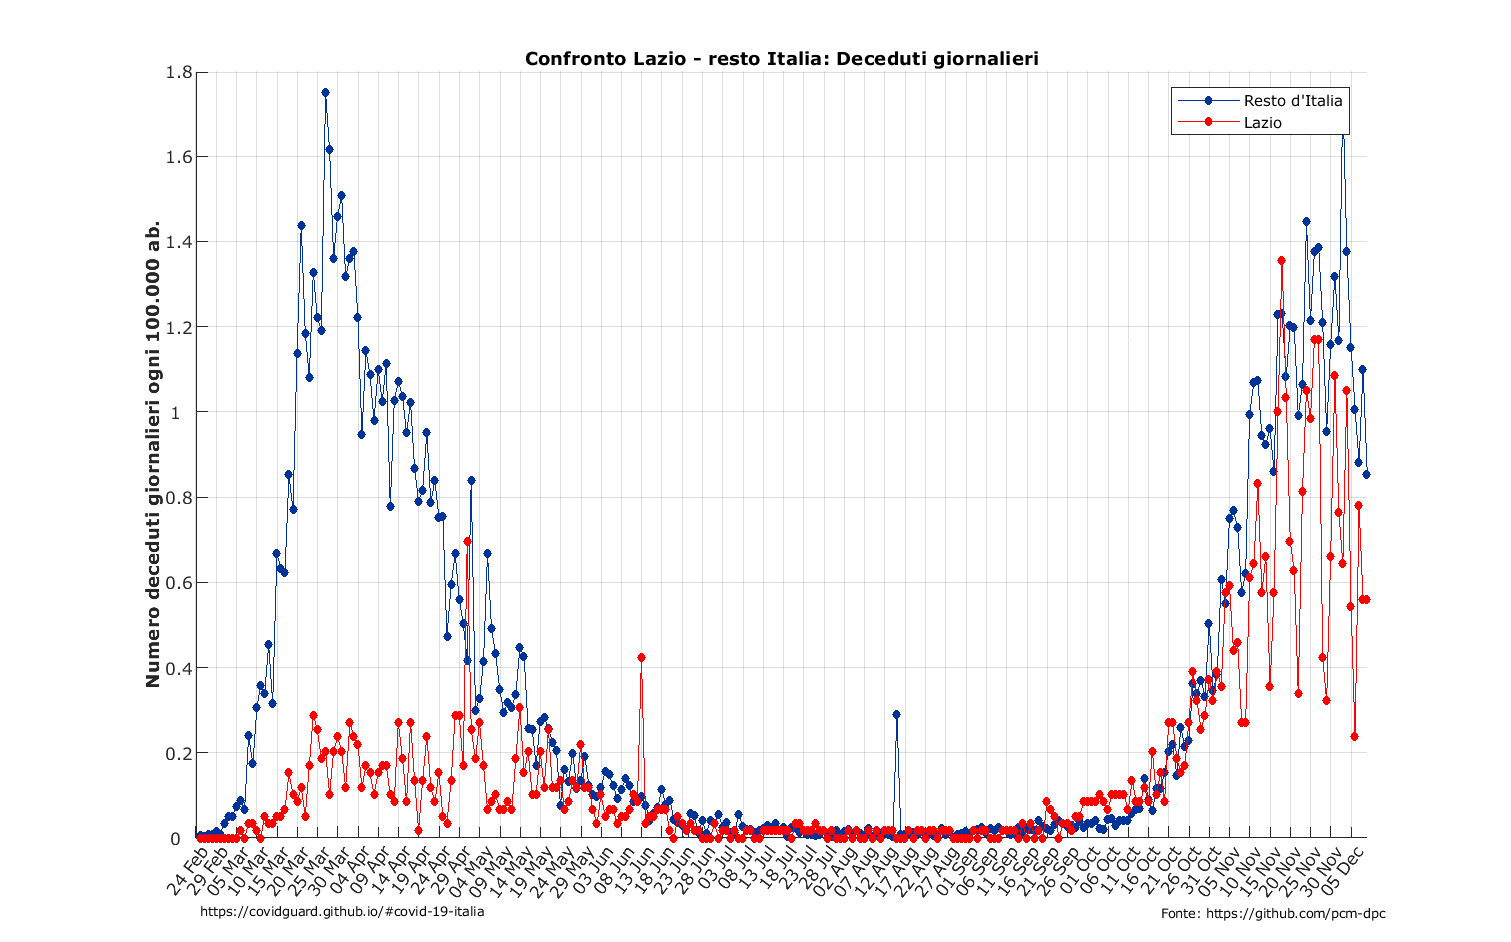 Confronto Lazio - resto Italia: Deceduti giornalieri
Numero deceduti giornalieri ogni 100.000 ab.
1.8
1.6
1.4
1.2
1
0.8
0.6
0.4
0.2
0
Resto d'Italia
Lazio
24 Feb
29 Feb
05 Mar
10 Mar
15 Mar
20 Mar
25 Mar
30 Mar
04 Apr
09 Apr
14 Apr
19 Apr
24 Apr
29 Apr
04 May
09 May
14 May
19 May
24 May
29 May
03 Jun
08 Jun
13 Jun
18 Jun
23 Jun
28 Jun
03 Jul
08 Jul
13 Jul
18 Jul
23 Jul
28 Jul
02 Aug
07 Aug
12 Aug
17 Aug
22 Aug
27 Aug
01 Sep
06 Sep
11 Sep
16 Sep
21 Sep
26 Sep
01 Oct
06 Oct
11 Oct
16 Oct
21 Oct
26 Oct
31 Oct
05 Nov
10 Nov
15 Nov
20 Nov
25 Nov
30 Nov
05 Dec
https://covidguard.github.io/#covid-19-italia
Fonte: https://github.com/pcm-dpc